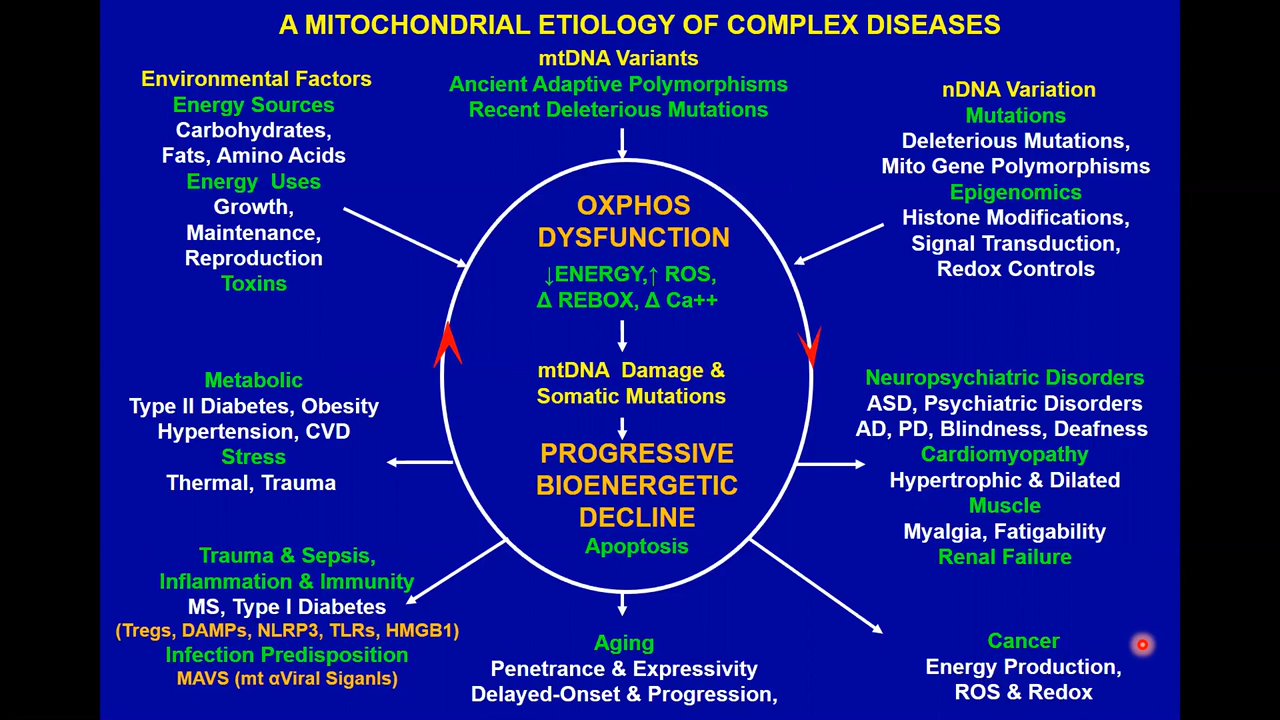 A MITOCHONDRIAL ETIOLOGY OF COMPLEX DISEASES
mtDNA Variants
Ancient Adaptive Polymorphisms
Recent Deleterious Mutations
Environmental Factors
Energy Sources
Carbohydrates,
Fats, Amino Acids
Energy Uses
Growth,
Maintenance,
Reproduction
Toxins
nDNA Variation
Mutations
Deleterious Mutations,
Mito Gene Polymorphisms
Epigenomics
Histone Modifications,
Signal Transduction,
Redox Controls
OXPHOS
DYSFUNCTION
↓ENERGY,↑ ROS,
Δ REBOX, Δ Ca++
mtDNA Damage &
Somatic Mutations
PROGRESSIVE
BIOENERGETIC
DECLINE
Apoptosis
Metabolic
Type II Diabetes, Obesity
Hypertension, CVD
Stress
Thermal, Trauma
Neuropsychiatric Disorders
ASD, Psychiatric Disorders
AD, PD, Blindness, Deafness
Cardiomyopathy
Hypertrophic & Dilated
Muscle
Myalgia, Fatigability
Renal Failure
Trauma & Sepsis,
Inflammation & Immunity
MS, Type I Diabetes
(Tregs, DAMPs, NLRP3, TLRs, HMGB1)
Infection Predisposition
MAVS (mt αViral Siganls)
Aging
Penetrance & Expressivity
Delayed-Onset & Progression,
Cancer
Energy Production,
ROS & Redox